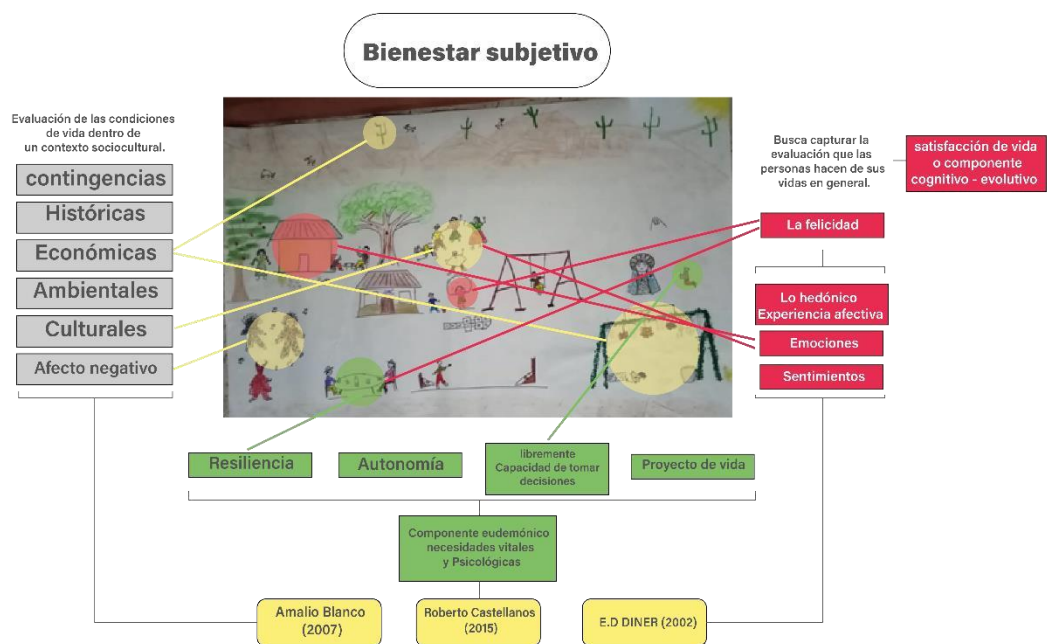 Bienestar subjetivo
Evaluación de las condiciones
de vida dentro de
un contexto sociocultural.
contingencias
Históricas
Económicas
Ambientales
Culturales
Afecto negativo
Busca capturar la
evaluación que las
personas hacen de sus
vidas en general.
satisfacción de vida
o componente
cognitivo - evolutivo
La felicidad
Lo hedónico
Experiencia afectiva
Emociones
Sentimientos
Resiliencia
Autonomía
libremente
Capacidad de tomar
decisiones
Proyecto de vida
Componente eudemónico
necesidades vitales
y Psicológicas
Amalio Blanco
(2007)
Roberto Castellanos
(2015)
E.D DINER (2002)